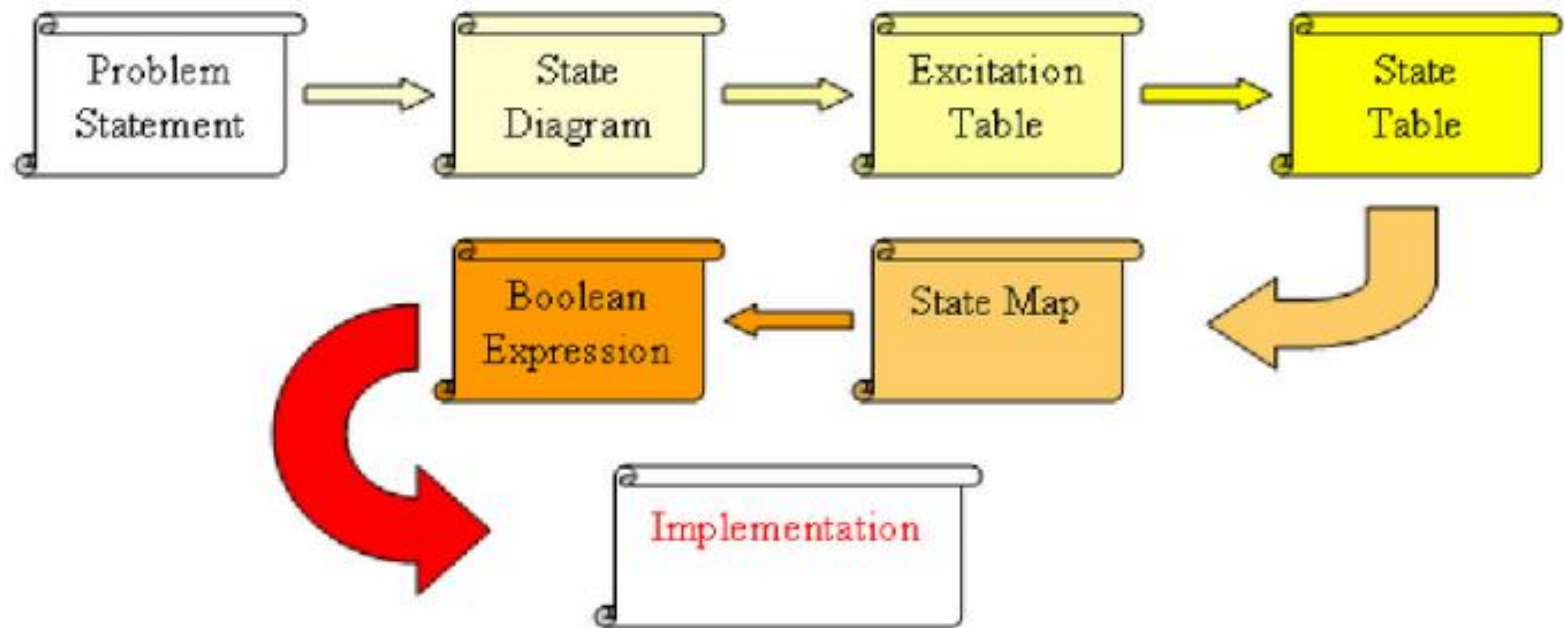 Problem
Statement
State
Diagram
Excitation
Table
State
Table
State Map
Boolean
Expression
Implementation